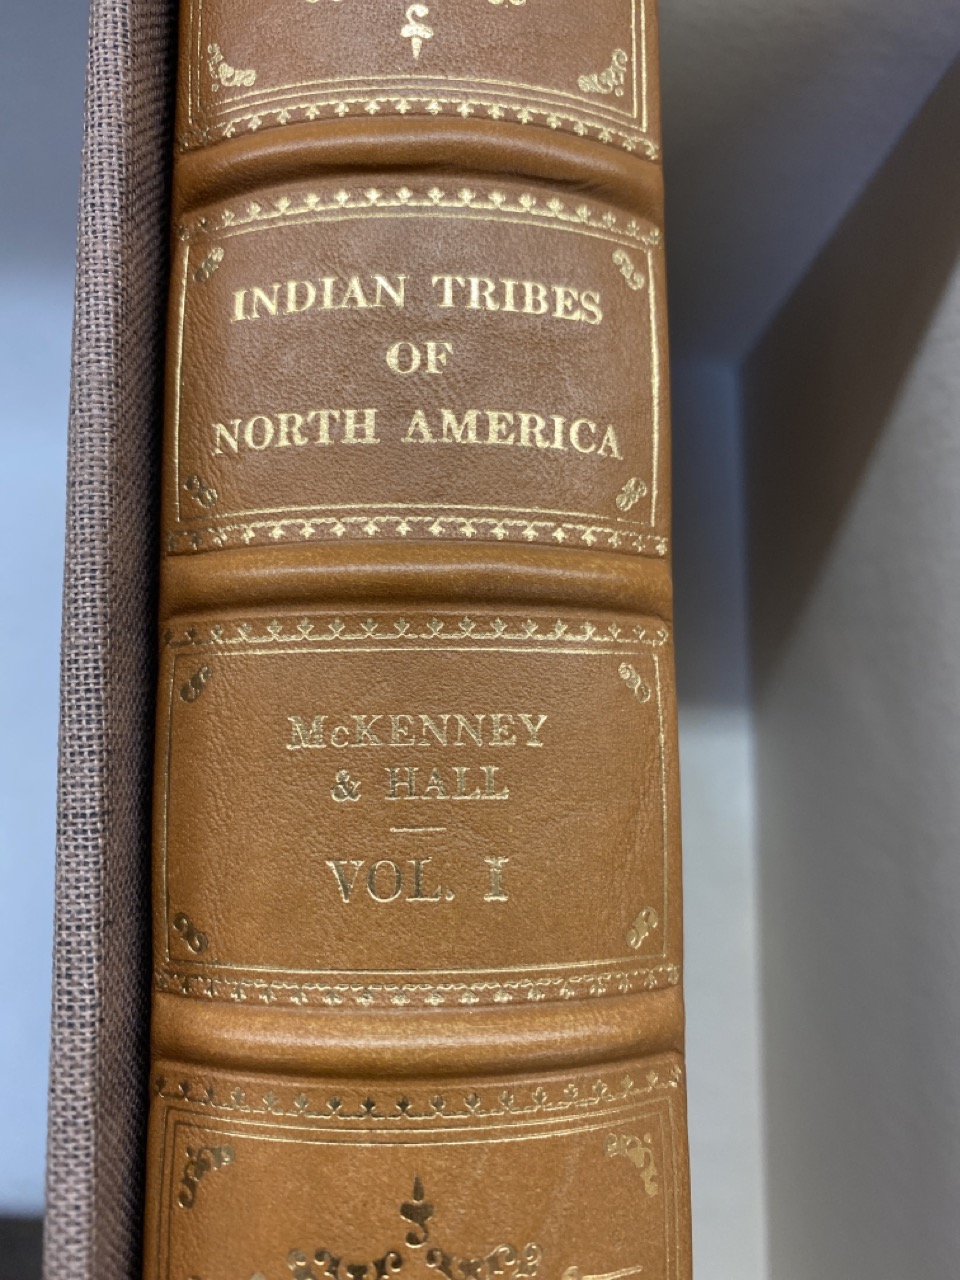 INDIAN TRIBES
OF
NORTH AMERICA
McKENNEY
& HALL
VOL. I